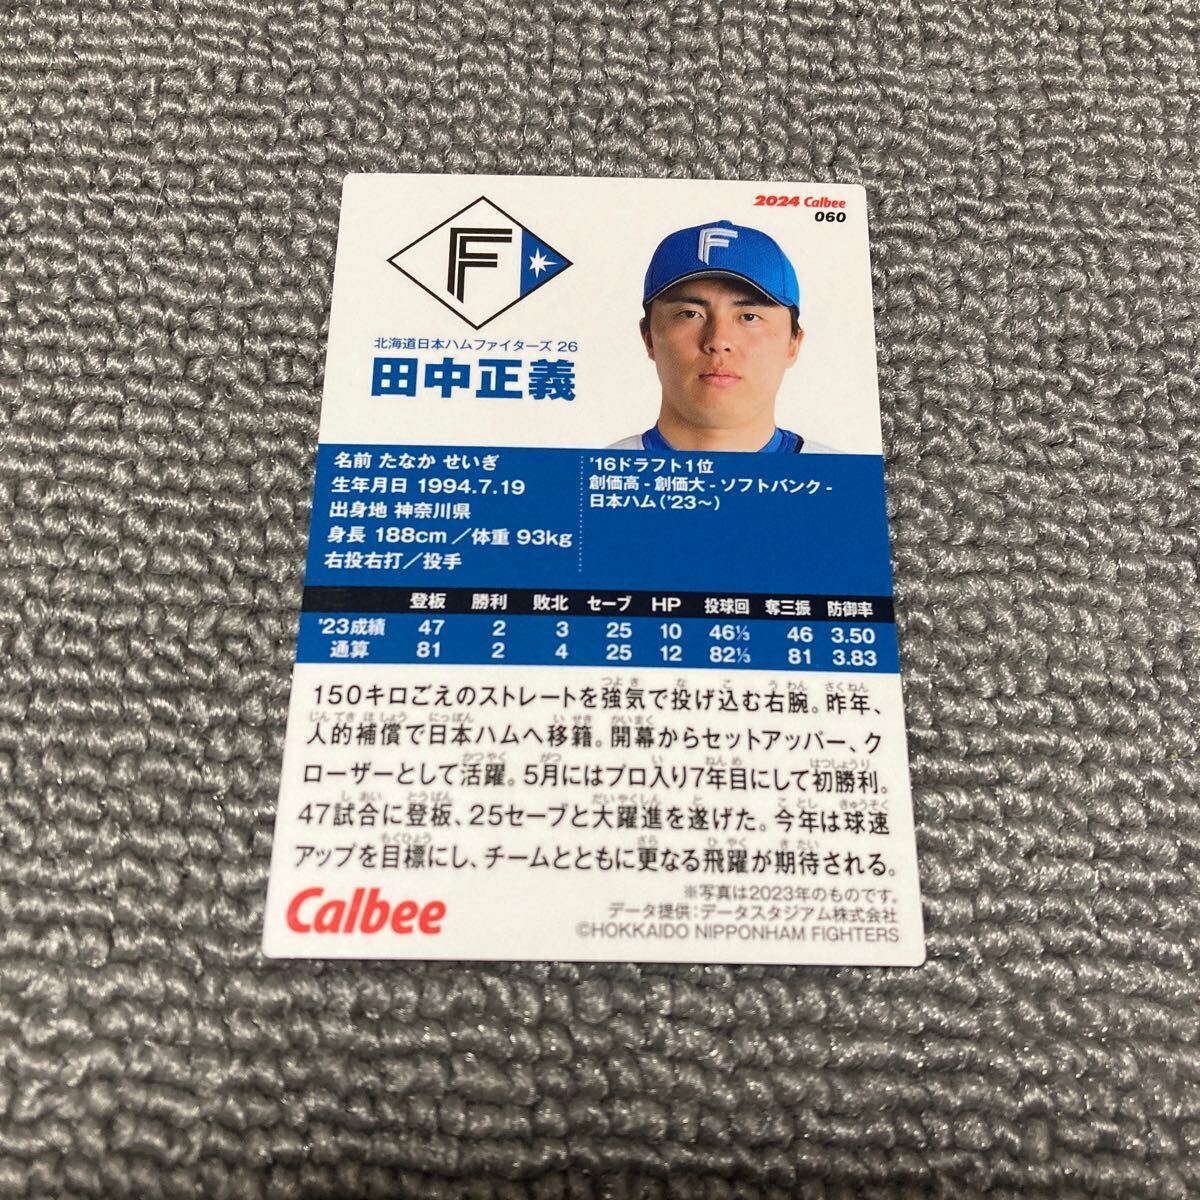 2024 Calbee
060
F
F
北海道日本ハムファイターズ 26
田中正義
名前 たなか せいぎ
生年月日 1994.7.19
出身地 神奈川県
身長 188cm／体重 93kg
右投右打／投手
'16ドラフト1位
創価高 - 創価大 - ソフトバンク -
日本ハム('23〜)
登板 勝利 敗北 セーブ HP 投球回 奪三振 防御率
'23成績 47 2 3 25 10 46⅓ 46 3.50
通算 81 2 4 25 12 82⅓ 81 3.83
150キロごえのストレートを強気で投げ込む右腕。昨年、
人的補償で日本ハムへ移籍。開幕からセットアッパー、ク
ローザーとして活躍。5月にはプロ入り7年目にして初勝利。
47試合に登板、25セーブと大躍進を遂げた。今年は球速
アップを目標にし、チームとともに更なる飛躍が期待される。
Calbee
※写真は2023年のものです。
データ提供：データスタジアム株式会社
©HOKKAIDO NIPPONHAM FIGHTERS